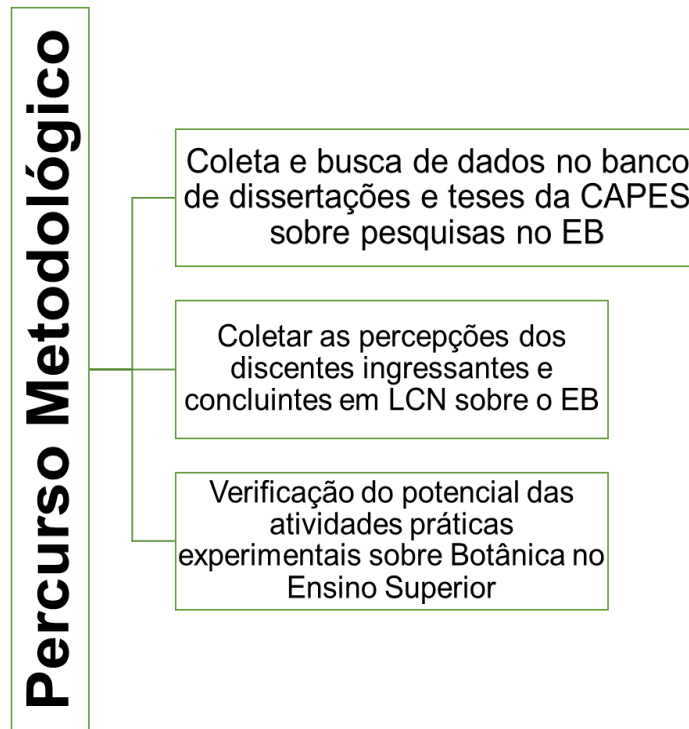 Percurso Metodológico
Coleta e busca de dados no banco
de dissertações e teses da CAPES
sobre pesquisas no EB
Coletar as percepções dos
discentes ingressantes e
concluintes em LCN sobre o EB
Verificação do potencial das
atividades práticas
experimentais sobre Botânica no
Ensino Superior